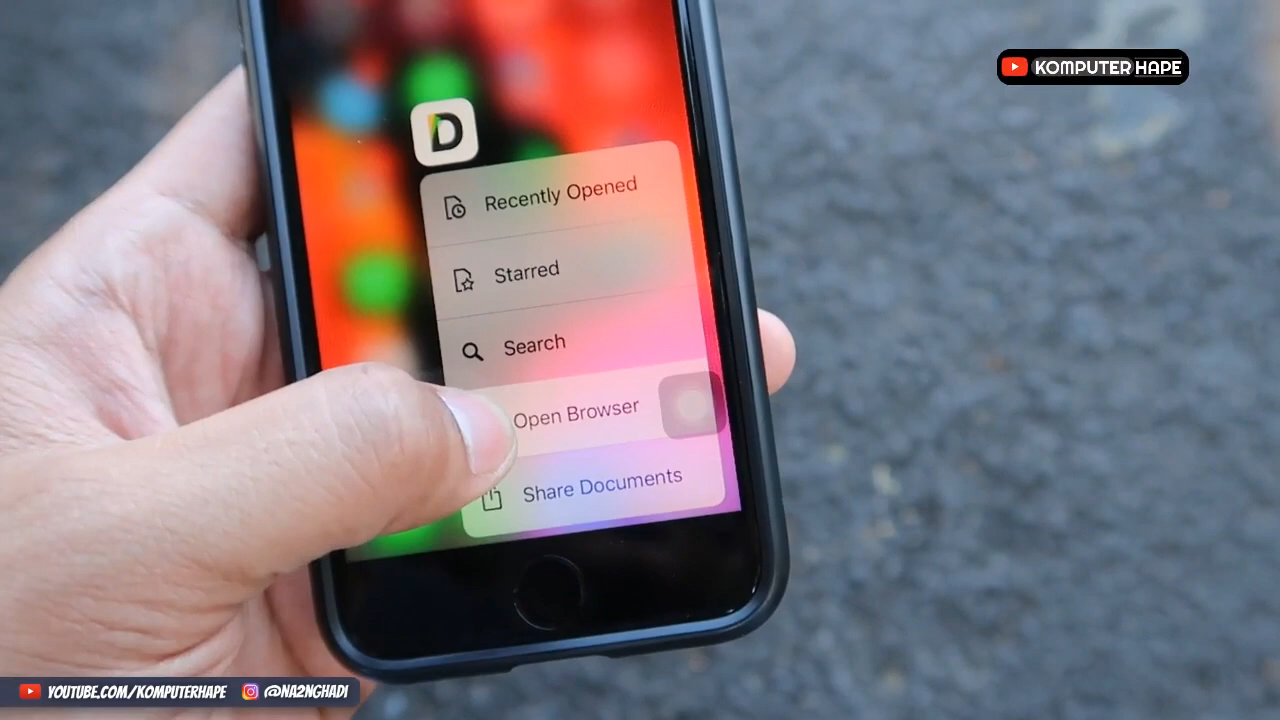 KOMPUTER HAPE
D
Recently Opened
Starred
Search
Open Browser
Share Documents
YOUTUBE.COM/KOMPUTERHAPE @NA2NGHADI